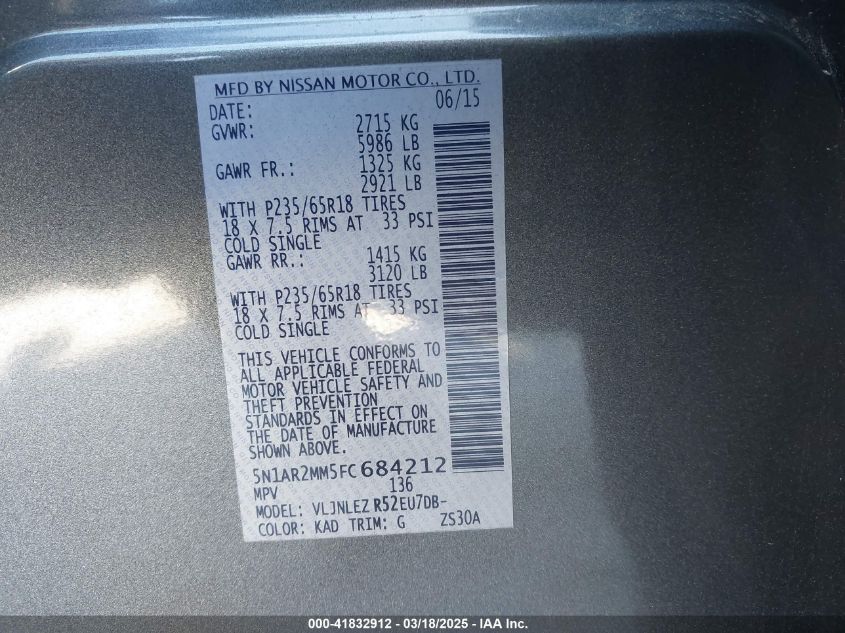 MFD BY NISSAN MOTOR CO., LTD.
DATE: 06/15
GVWR: 2715 KG
5986 LB
GAWR FR.: 1325 KG
2921 LB
WITH P235/65R18 TIRES
18 X 7.5 RIMS AT 33 PSI
COLD SINGLE
GAWR RR.: 1415 KG
3120 LB
WITH P235/65R18 TIRES
18 X 7.5 RIMS AT 33 PSI
COLD SINGLE
THIS VEHICLE CONFORMS TO
ALL APPLICABLE FEDERAL
MOTOR VEHICLE SAFETY AND
THEFT PREVENTION
STANDARDS IN EFFECT ON
THE DATE OF MANUFACTURE
SHOWN ABOVE.
5N1AR2MM5FC684212
MPV 136
MODEL: VLJNLEZ R52EU7DB-
COLOR: KAD TRIM: G ZS30A
000-41832912 - 03/18/2025 - IAA Inc.